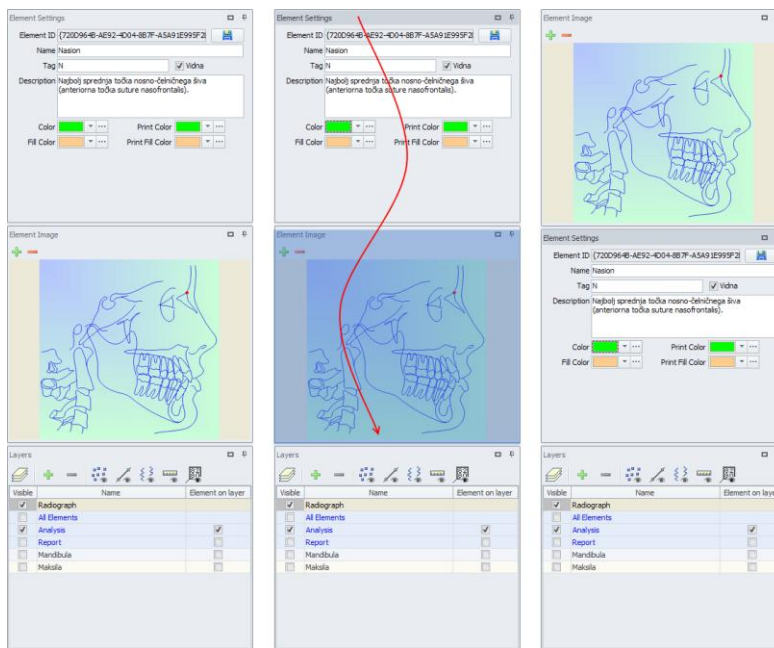 Element Settings
Element ID {720D964B-AE92-4D04-8B7F-A5A91E995F2
Name Nasion
Tag N Vidna
Description Najbolj sprednja točka nosno-čelničnega šiva
(anteriorna točka suture nasofrontalis).
Color Print Color
Fill Color Print Fill Color
Element Image
Layers
Visible Name Element on layer
Radiograph
All Elements
Analysis
Report
Mandibula
Maksila
Element Settings
Element ID {720D964B-AE92-4D04-8B7F-A5A91E995F2
Name Nasion
Tag N Vidna
Description Najbolj sprednja točka nosno-čelničnega šiva
(anteriorna točka suture nasofrontalis).
Color Print Color
Fill Color Print Fill Color
Element Image
Layers
Visible Name Element on layer
Radiograph
All Elements
Analysis
Report
Mandibula
Maksila
Element Image
Element Settings
Element ID {720D964B-AE92-4D04-8B7F-A5A91E995F2
Name Nasion
Tag N Vidna
Description Najbolj sprednja točka nosno-čelničnega šiva
(anteriorna točka suture nasofrontalis).
Color Print Color
Fill Color Print Fill Color
Layers
Visible Name Element on laye
Radiograph
All Elements
Analysis
Report
Mandibula
Maksila